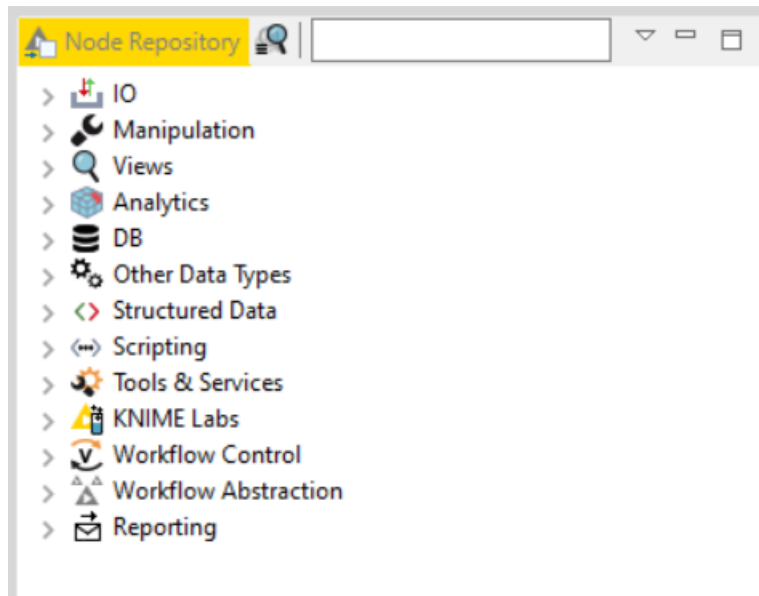 Node Repository
IO
Manipulation
Views
Analytics
DB
Other Data Types
Structured Data
Scripting
Tools & Services
KNIME Labs
Workflow Control
Workflow Abstraction
Reporting